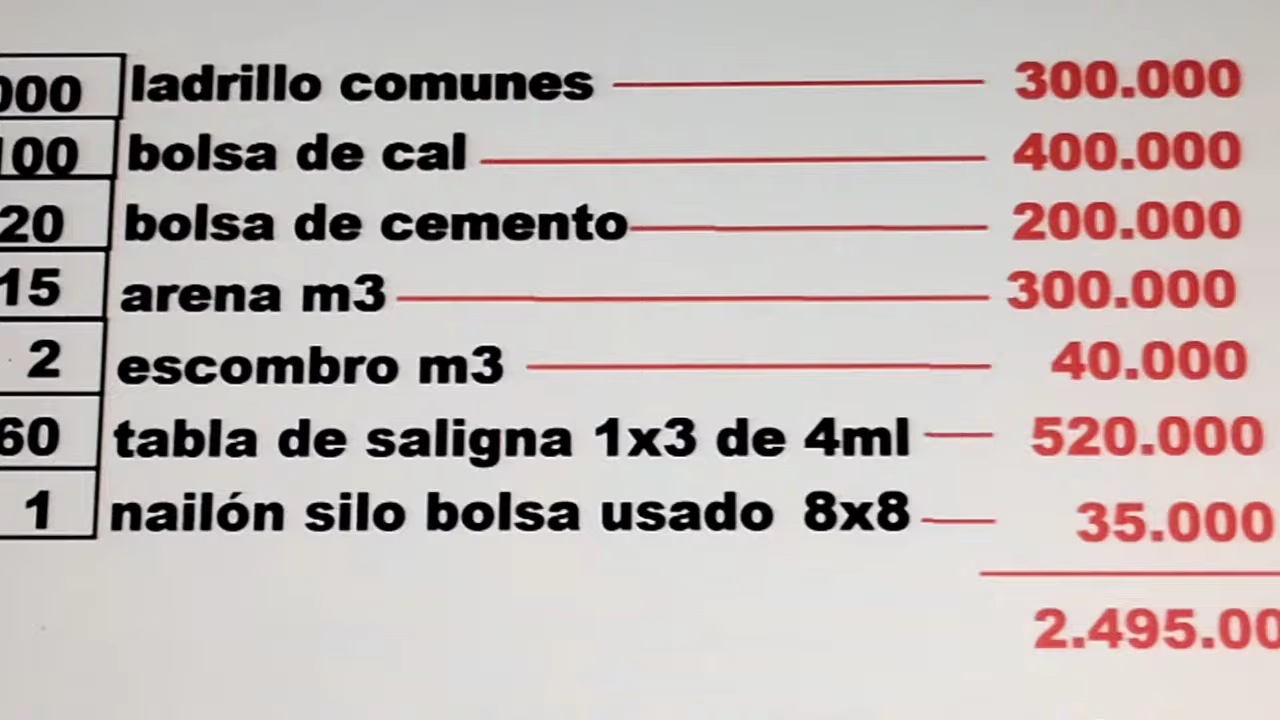 000 ladrillo comunes 300.000
100 bolsa de cal 400.000
20 bolsa de cemento 200.000
15 arena m3 300.000
2 escombro m3 40.000
60 tabla de saligna 1x3 de 4ml 520.000
1 nailón silo bolsa usado 8x8 35.000
2.495.00